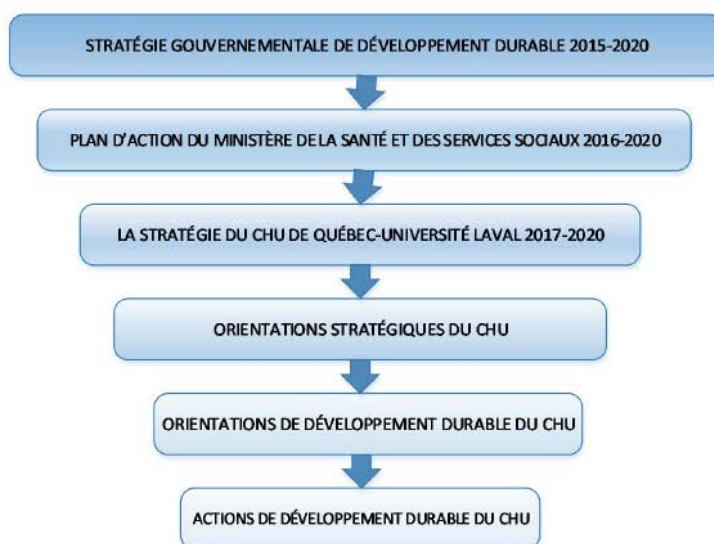 STRATÉGIE GOUVERNEMENTALE DE DÉVELOPPEMENT DURABLE 2015-2020
PLAN D'ACTION DU MINISTÈRE DE LA SANTÉ ET DES SERVICES SOCIAUX 2016-2020
LA STRATÉGIE DU CHU DE QUÉBEC-UNIVERSITÉ LAVAL 2017-2020
ORIENTATIONS STRATÉGIQUES DU CHU
ORIENTATIONS DE DÉVELOPPEMENT DURABLE DU CHU
ACTIONS DE DÉVELOPPEMENT DURABLE DU CHU